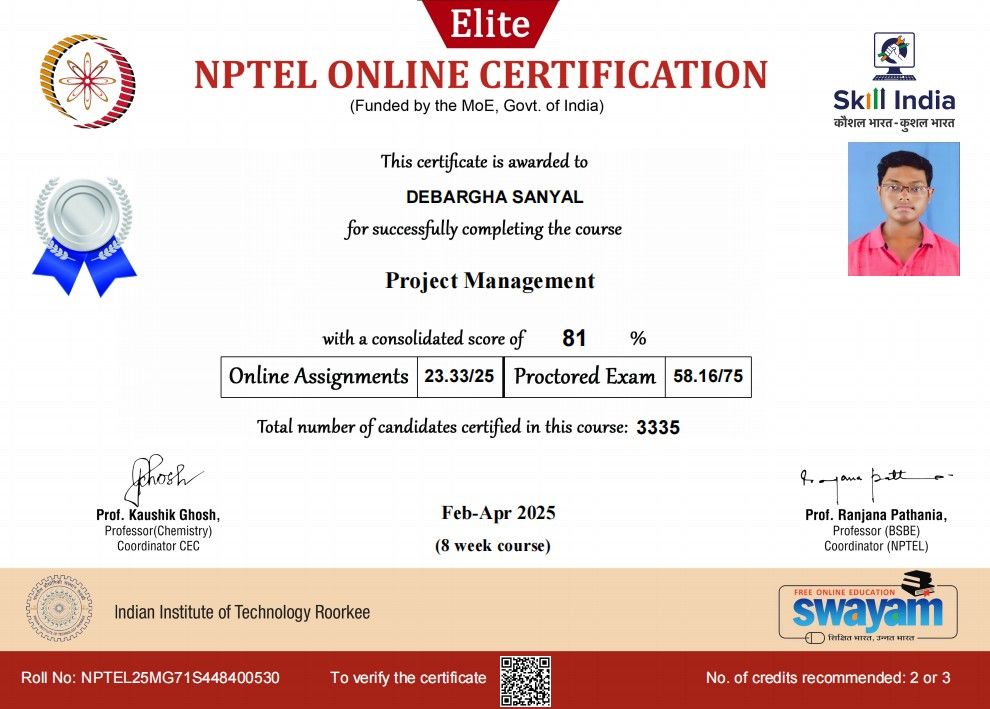 Elite
NPTEL ONLINE CERTIFICATION
(Funded by the MoE, Govt. of India)
Skill India
कौशल भारत - कुशल भारत
This certificate is awarded to
DEBARGHA SANYAL
for successfully completing the course
Project Management
with a consolidated score of 81 %
Online Assignments 23.33/25 Proctored Exam 58.16/75
Total number of candidates certified in this course: 3335
Ghosh
Prof. Kaushik Ghosh,
Professor(Chemistry)
Coordinator CEC
Feb-Apr 2025
(8 week course)
Prof. Ranjana Pathania,
Professor (BSBE)
Coordinator (NPTEL)
Indian Institute of Technology Roorkee
FREE ONLINE EDUCATION
swayam
शिक्षित भारत, उन्नत भारत
Roll No: NPTEL25MG71S448400530
To verify the certificate
No. of credits recommended: 2 or 3